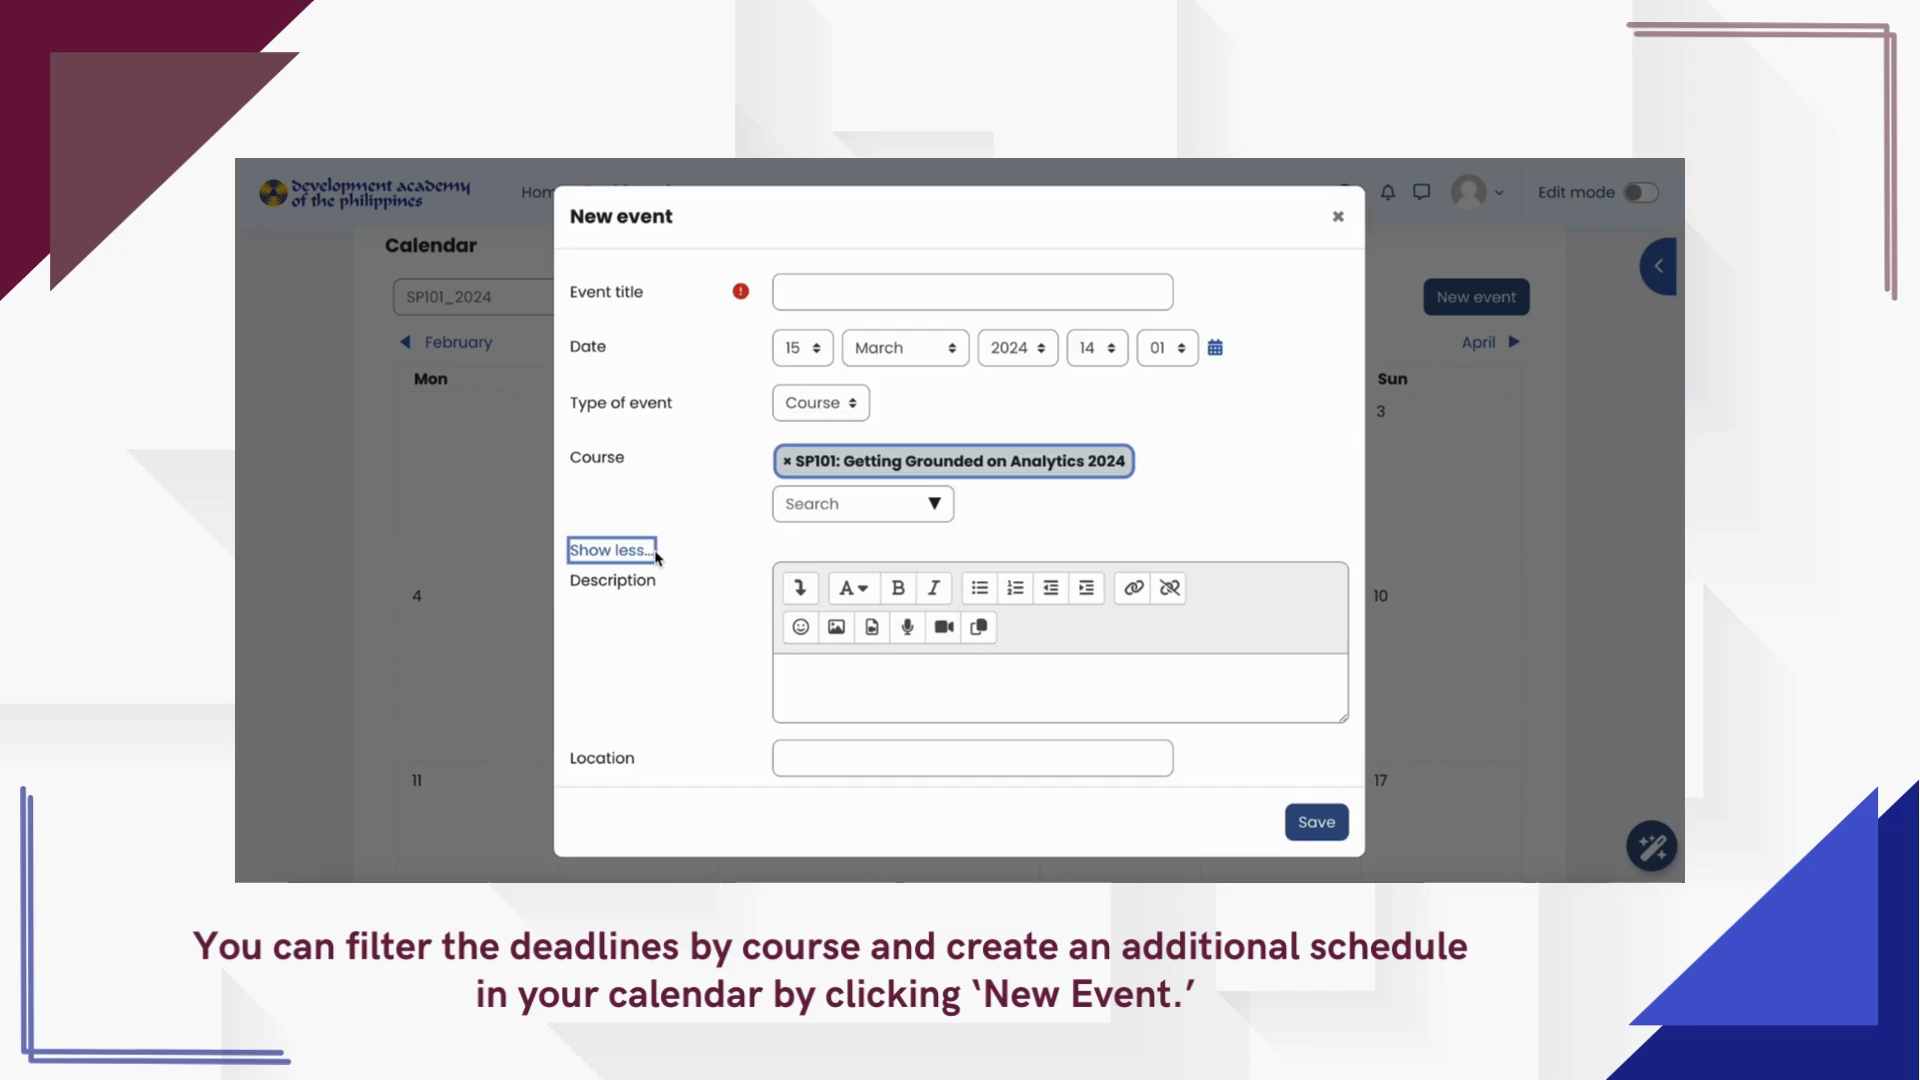 development academy
of the philippines
Hom
Edit mode
Calendar
SP101_2024
New event
February
April
Mon
Sun
3
4
10
11
17
New event
Event title
Date
15
March
2024
14
01
Type of event
Course
Course
× SP101: Getting Grounded on Analytics 2024
Search
Show less...
Description
A
B
I
Location
Save
You can filter the deadlines by course and create an additional schedule
in your calendar by clicking ‘New Event.’